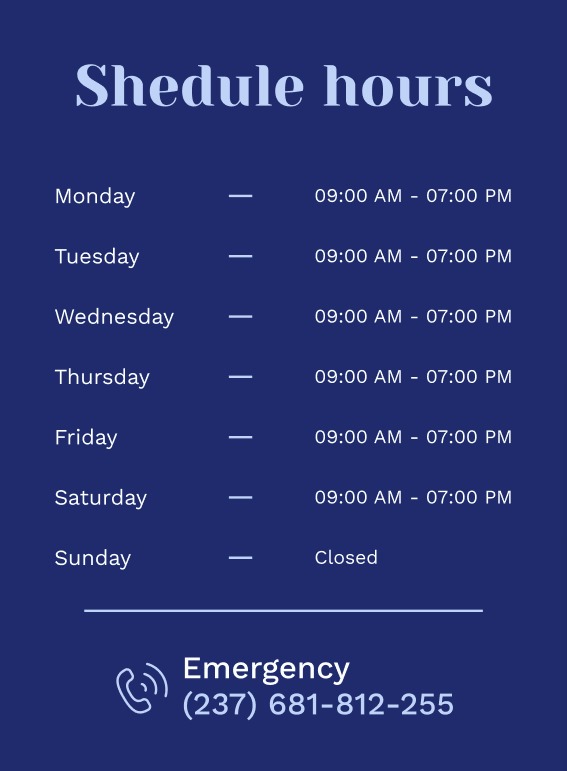 Shedule hours
Monday — 09:00 AM - 07:00 PM
Tuesday — 09:00 AM - 07:00 PM
Wednesday — 09:00 AM - 07:00 PM
Thursday — 09:00 AM - 07:00 PM
Friday — 09:00 AM - 07:00 PM
Saturday — 09:00 AM - 07:00 PM
Sunday — Closed
Emergency
(237) 681-812-255